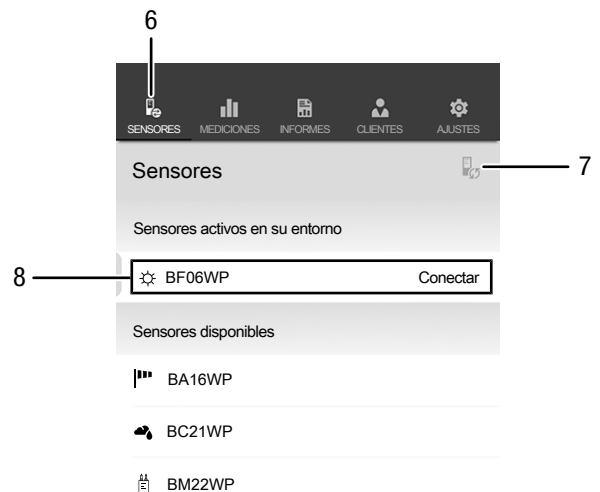 6
SENSORES MEDICIONES INFORMES CLIENTES AJUSTES
Sensores
7
Sensores activos en su entorno
8
BF06WP Conectar
Sensores disponibles
BA16WP
BC21WP
BM22WP